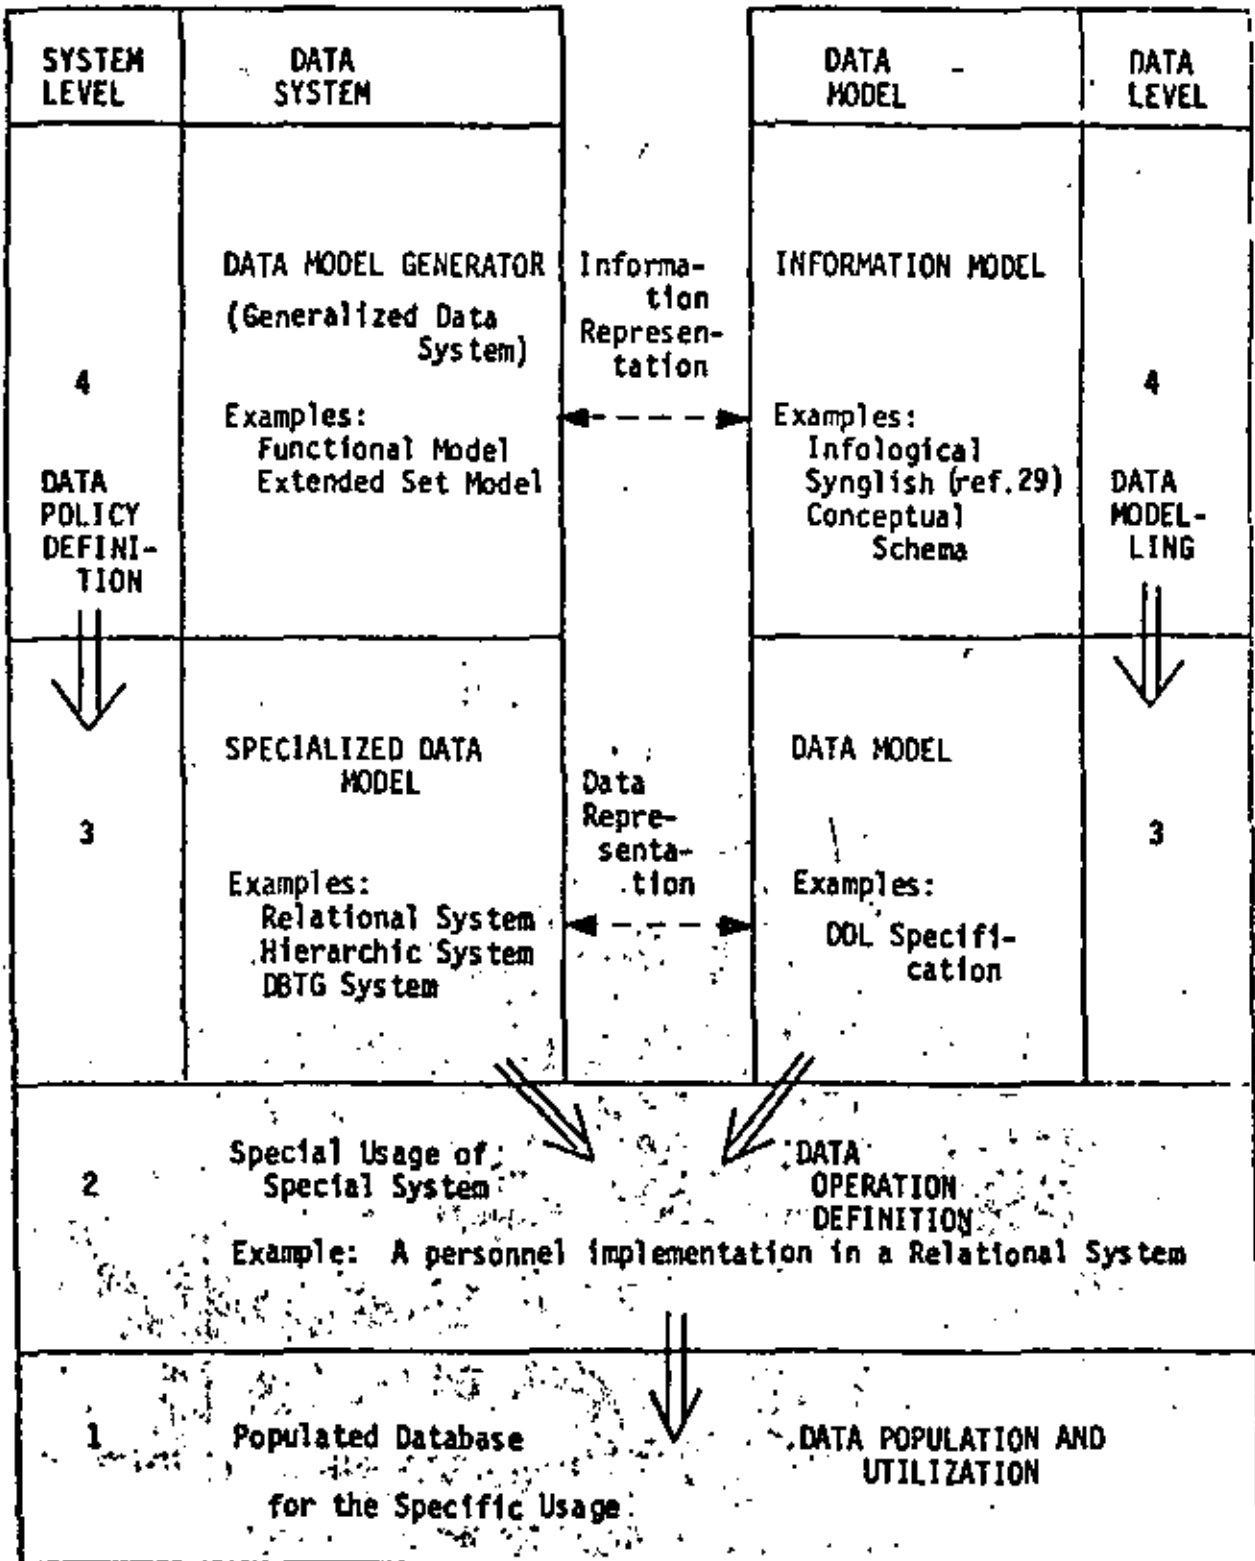 SYSTEM LEVEL
DATA SYSTEM
DATA MODEL
DATA LEVEL
4
DATA POLICY DEFINI-
TION
DATA MODEL GENERATOR
(Generalized Data
System)
Examples:
Functional Model
Extended Set Model
Informa-
tion
Represen-
tation
INFORMATION MODEL
Examples:
Infological
Synglish (ref.29)
Conceptual
Schema
4
DATA
MODEL-
LING
3
SPECIALIZED DATA
MODEL
Examples:
Relational System
Hierarchic System
DBTG System
Data
Repre-
senta-
tion
DATA MODEL
Examples:
DDL Specifi-
cation
3
2
Special Usage of
Special System
DATA
OPERATION
DEFINITION
Example: A personnel implementation in a Relational System
1
Populated Database
for the Specific Usage
DATA POPULATION AND
UTILIZATION